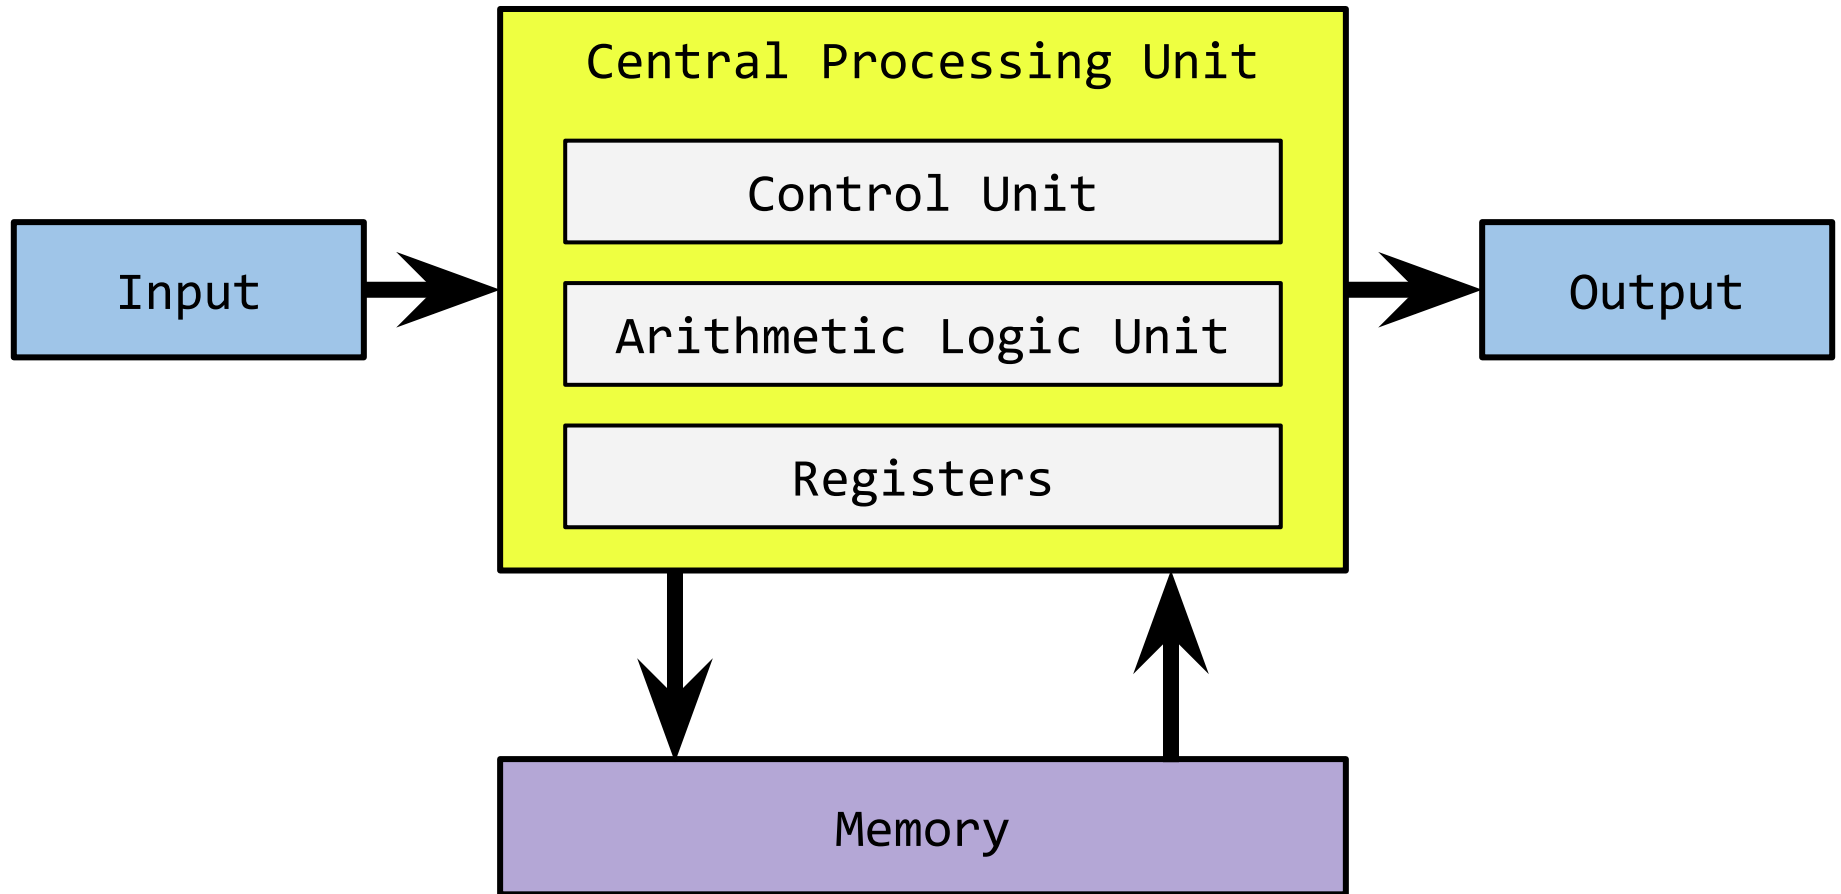 Central Processing Unit
Control Unit
Input
Arithmetic Logic Unit
Output
Registers
Memory